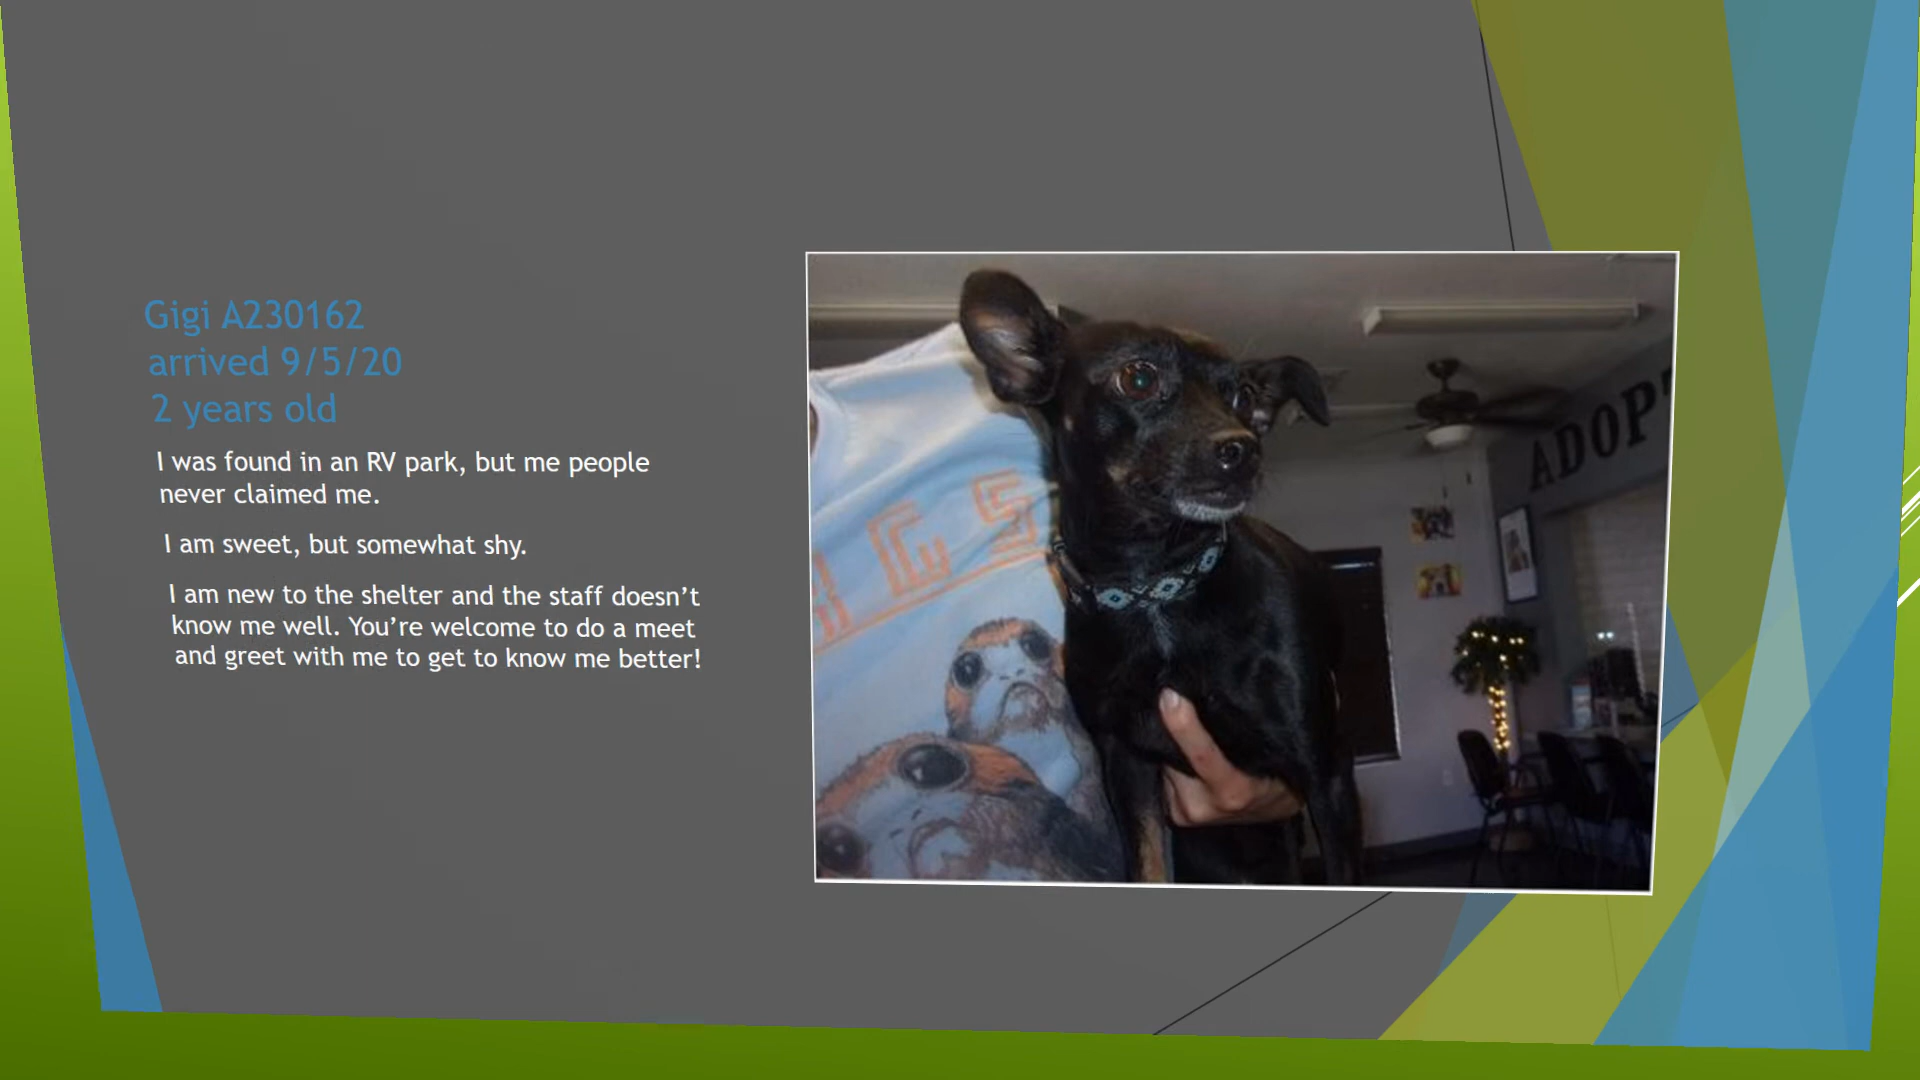 Gigi A230162
arrived 9/5/20
2 years old
I was found in an RV park, but me people
never claimed me.
I am sweet, but somewhat shy.
I am new to the shelter and the staff doesn’t
know me well. You’re welcome to do a meet
and greet with me to get to know me better!
ADOP